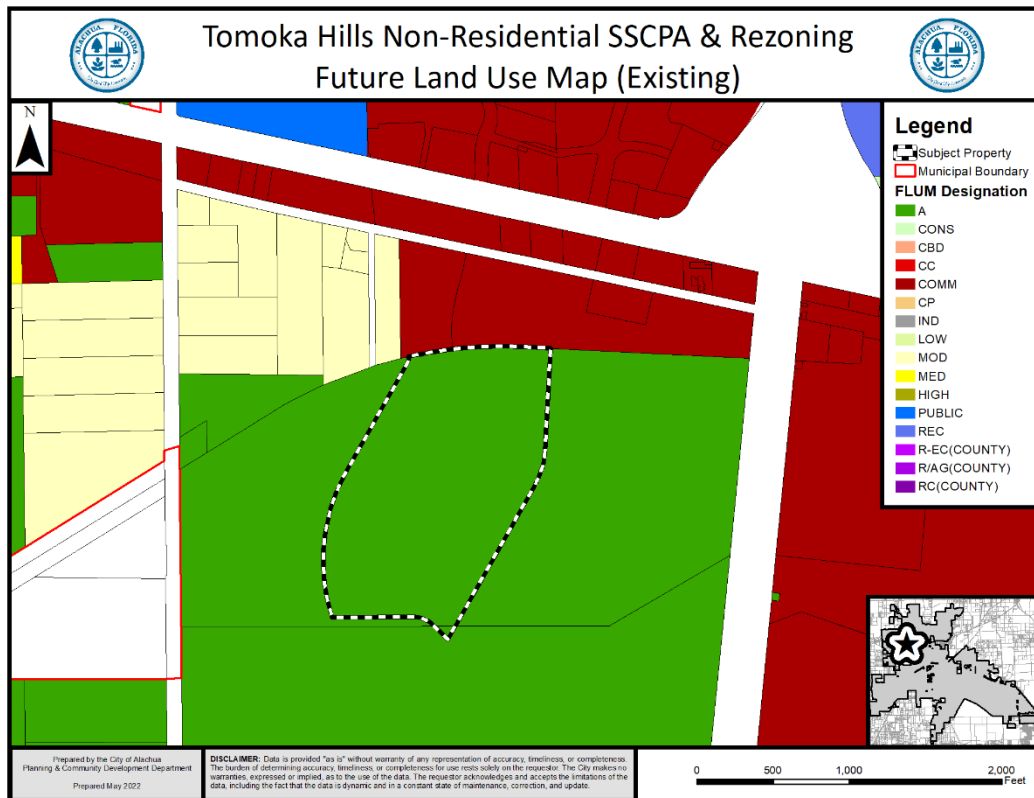 Tomoka Hills Non-Residential SSCPA & Rezoning
Future Land Use Map (Existing)
ALACHUA, FLORIDA
ALACHUA, FLORIDA
N
Legend
Subject Property
Municipal Boundary
FLUM Designation
A
CONS
CBD
CC
COMM
CP
IND
LOW
MOD
MED
HIGH
PUBLIC
REC
R-EC(COUNTY)
R/AG(COUNTY)
RC(COUNTY)
Prepared by the City of Alachua
Planning & Community Development Department
Prepared May 2022
DISCLAIMER: Data is provided "as is" without warranty of any representation of accuracy, timeliness, or completeness.
The burden of determining accuracy, timeliness, or completeness for use rests solely on the requestor. The City makes no
warranties, expressed or implied, as to the use of the data. The requestor acknowledges and accepts the limitations of the
data, including the fact that the data is dynamic and in a constant state of maintenance, correction, and update.
0 500 1,000 2,000
Feet